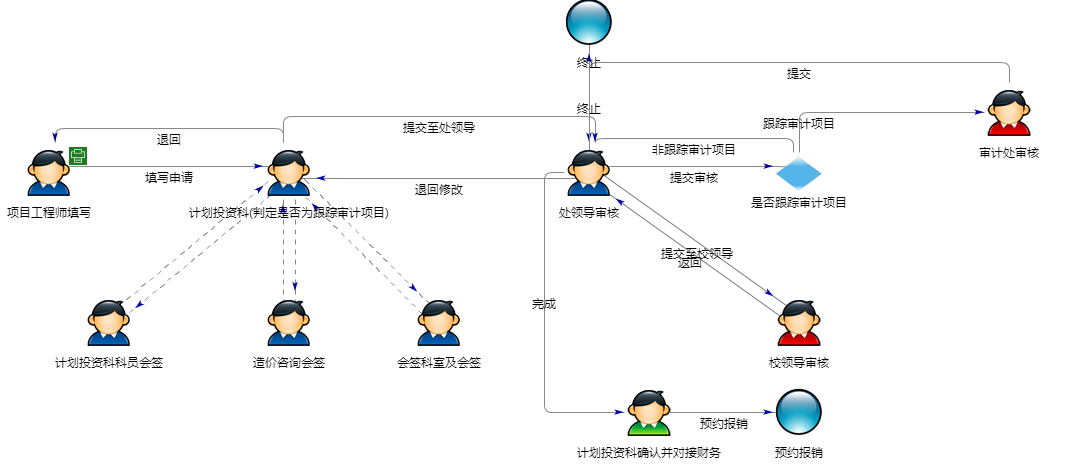 终止
提交
终止
提交至处领导
跟踪审计项目
退回
非跟踪审计项目
审计处审核
填写申请
退回修改
提交审核
项目工程师填写
计划投资科(判定是否为跟踪审计项目)
处领导审核
是否跟踪审计项目
提交至校领导
返回
完成
计划投资科科员会签
造价咨询会签
会签科室及会签
校领导审核
预约报销
计划投资科确认并对接财务
预约报销